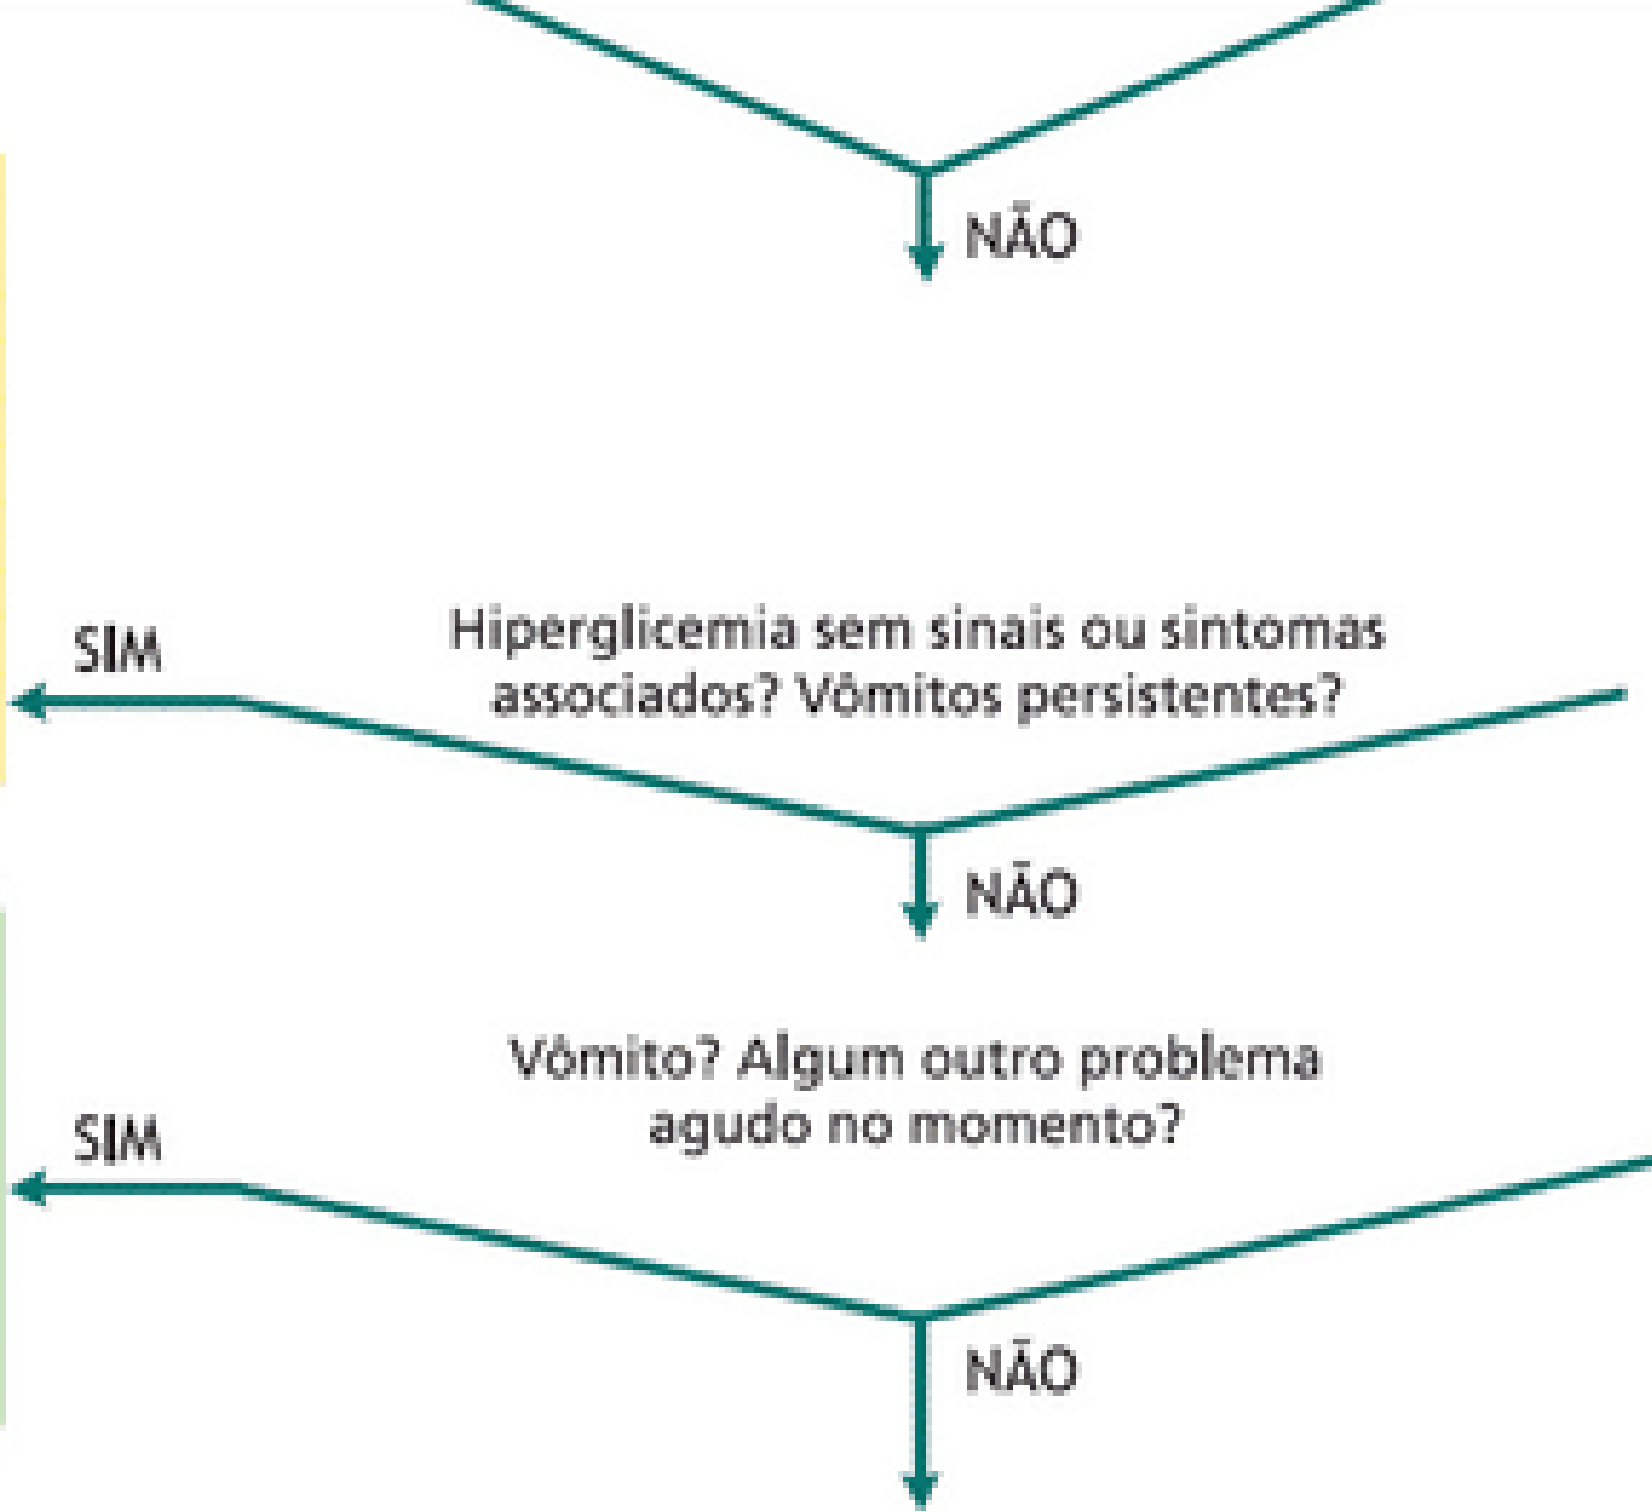 NÃO
Hiperglicemia sem sinais ou sintomas
SIM
associados? Vômitos persistentes?
NÃO
Vômito? Algum outro problema
agudo no momento?
SIM
NÃO